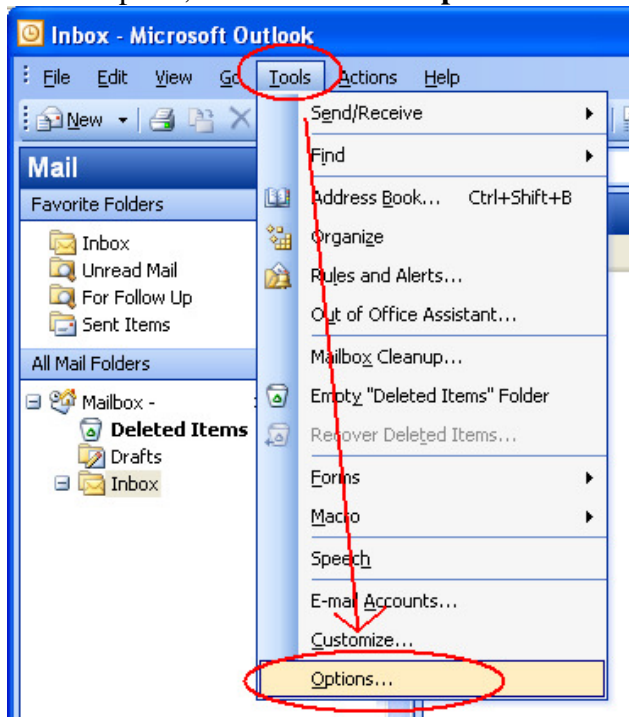 Inbox - Microsoft Outlook
File Edit View Go Tools Actions Help
New
Send/Receive
Find
Mail
Favorite Folders
Address Book... Ctrl+Shift+B
Organize
Inbox
Unread Mail
Rules and Alerts...
For Follow Up
Out of Office Assistant...
Sent Items
All Mail Folders
Mailbox Cleanup...
Mailbox -
Empty "Deleted Items" Folder
Deleted Items
Recover Deleted Items...
Drafts
Inbox
Forms
Macro
Speech
E-mail Accounts...
Customize...
Options...